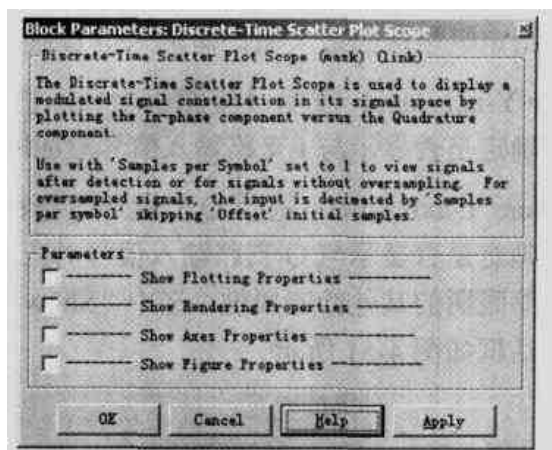 Block Parameters: Discrete-Time Scatter Plot Scope
Discrete-Time Scatter Plot Scope (mask) (link)
The Discrete-Time Scatter Plot Scope is used to display a
modulated signal constellation in its signal space by
plotting the In-phase component versus the Quadrature
component.
Use with 'Samples per Symbol' set to 1 to view signals
after detection or for signals without oversampling. For
oversampled signals, the input is decimated by 'Samples
per symbol' skipping 'Offset' initial samples.
Parameters
-------- Show Plotting Properties --------
-------- Show Rendering Properties --------
-------- Show Axes Properties --------
-------- Show Figure Properties --------
OK Cancel Help Apply